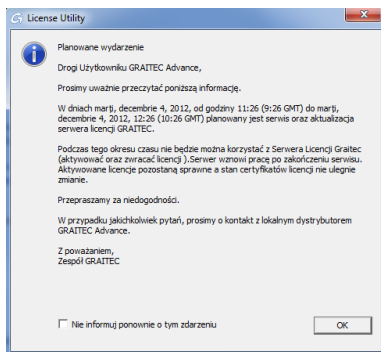 License Utility
Planowane wydarzenie
Drogi Użytkowniku GRAITEC Advance,
Prosimy uważnie przeczytać poniższą informację.
W dniach marţi, decembrie 4, 2012, od godziny 11:26 (9:26 GMT) do marţi,
decembrie 4, 2012, 12:26 (10:26 GMT) planowany jest serwis oraz aktualizacja
serwera licencji GRAITEC.
Podczas tego okresu czasu nie będzie można korzystać z Serwera Licencji Graitec
(aktywować oraz zwracać licencji ).Serwer wznowi pracę po zakończeniu serwisu.
Aktywowane licencje pozostaną sprawne a stan certyfikatów licencji nie ulegnie
zmianie.
Przepraszamy za niedogodności.
W przypadku jakichkolwiek pytań, prosimy o kontakt z lokalnym dystrybutorem
GRAITEC Advance.
Z poważaniem,
Zespół GRAITEC
Nie informuj ponownie o tym zdarzeniu
OK